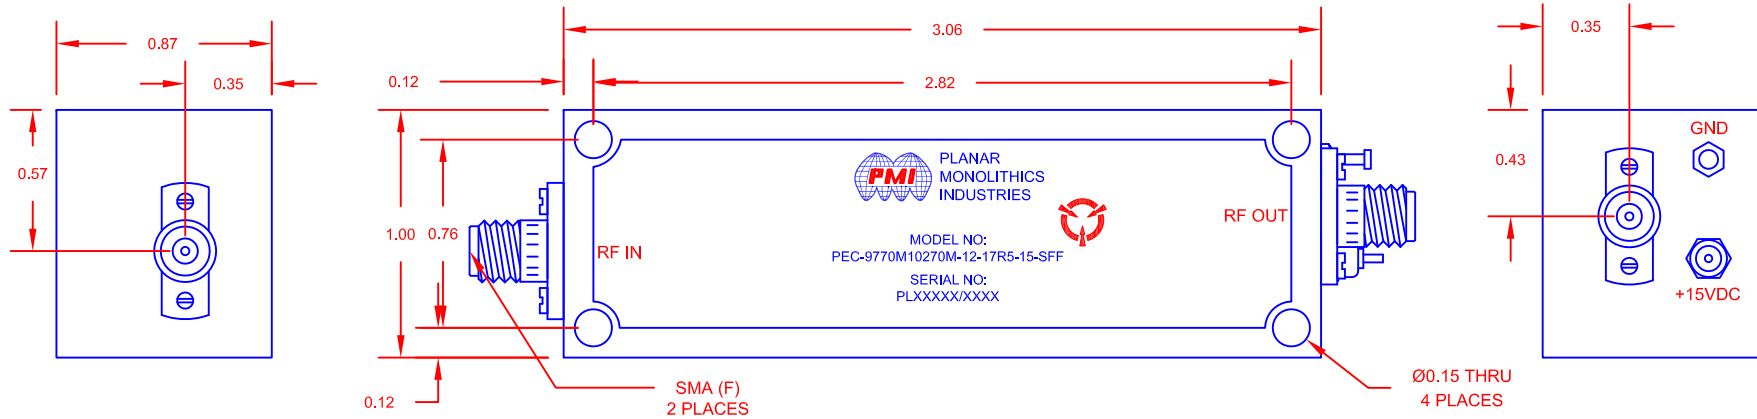 0.87
0.35
0.57
3.06
2.82
0.12
1.00
0.76
0.12
RF IN
PMI
PLANAR
MONOLITHICS
INDUSTRIES
MODEL NO:
PEC-9770M10270M-12-17R5-15-SFF
SERIAL NO:
PLXXXXX/XXXX
RF OUT
SMA (F)
2 PLACES
Ø0.15 THRU
4 PLACES
0.35
0.43
GND
+15VDC